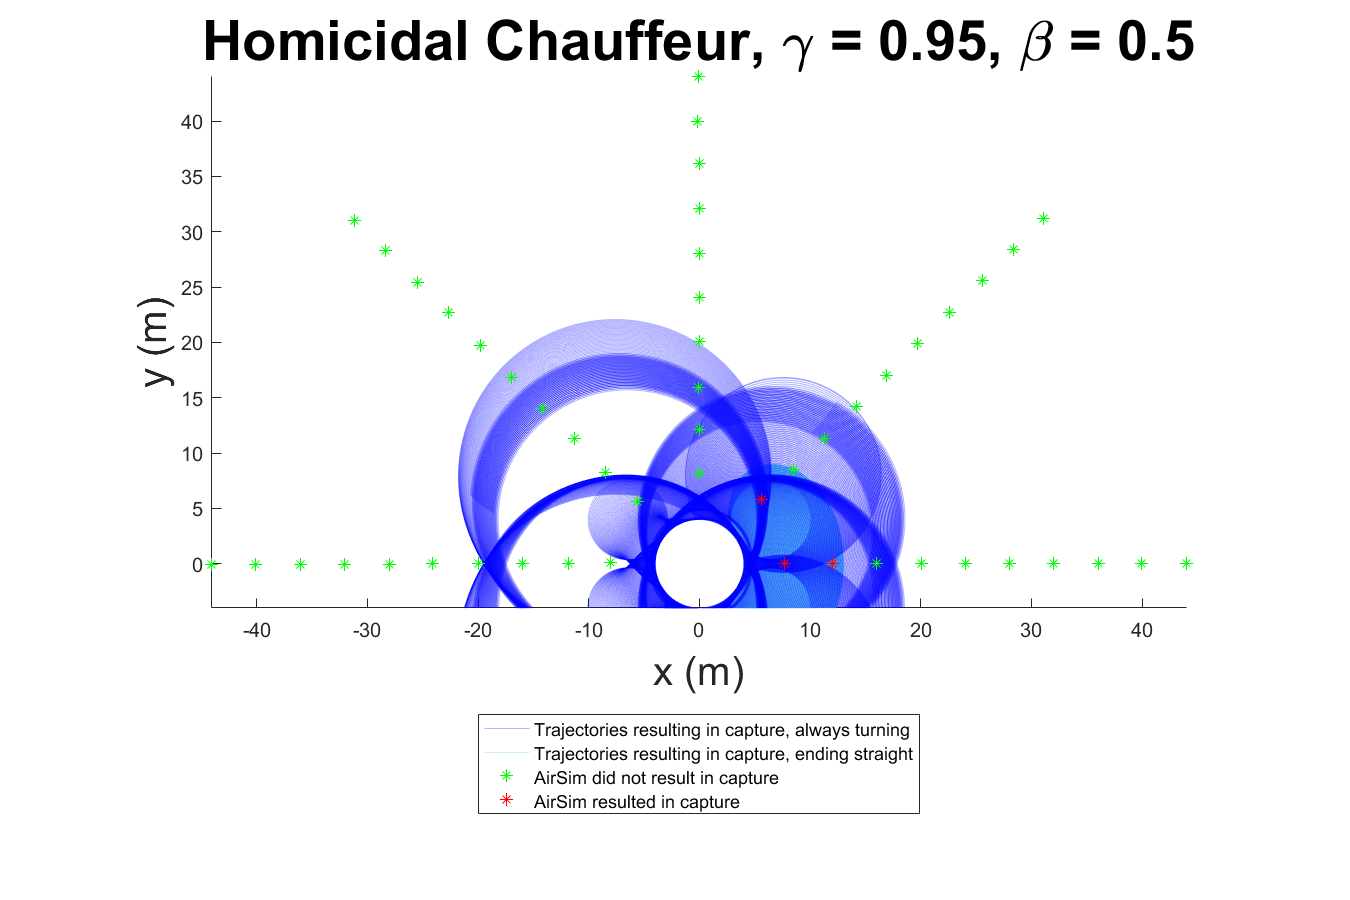 Homicidal Chauffeur, γ = 0.95, β = 0.5
y (m)
40
35
30
25
20
15
10
5
0
-40 -30 -20 -10 0 10 20 30 40
x (m)
Trajectories resulting in capture, always turning
Trajectories resulting in capture, ending straight
AirSim did not result in capture
AirSim resulted in capture